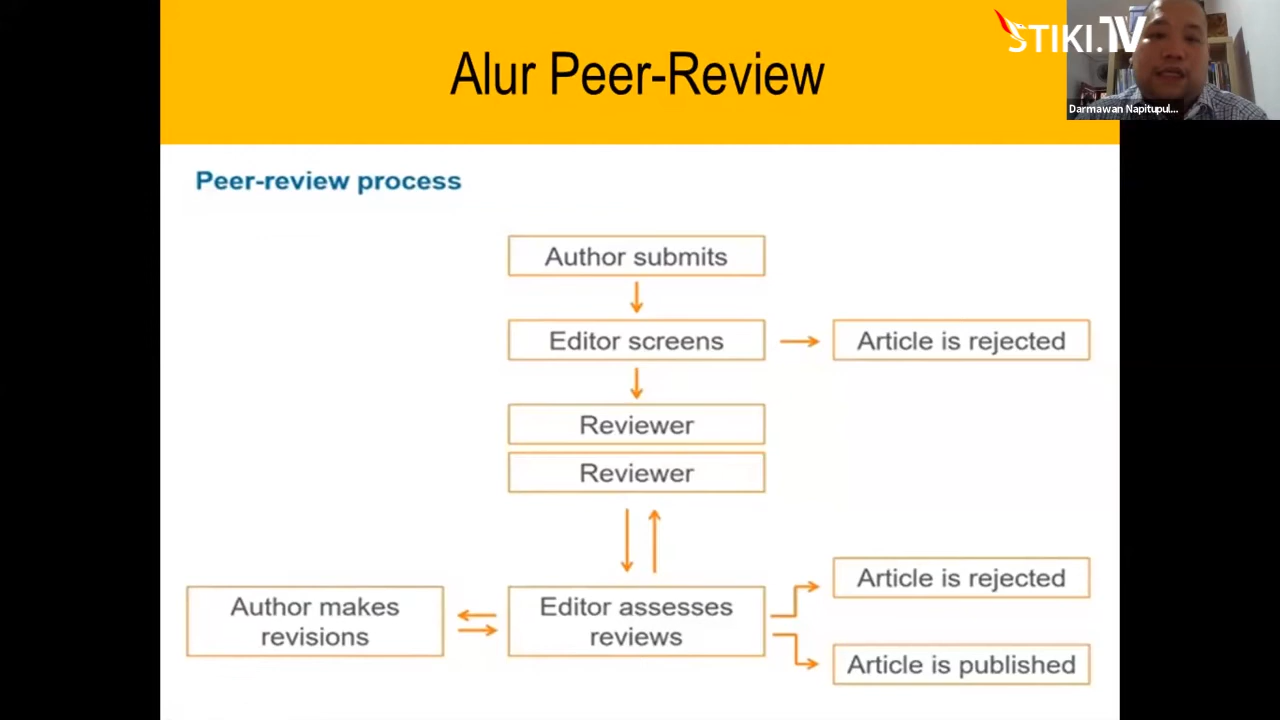 Alur Peer-Review
STIKI.TV
Darmawan Napitupul...
Peer-review process
Author submits
Editor screens
Article is rejected
Reviewer
Reviewer
Article is rejected
Author makes
revisions
Editor assesses
reviews
Article is published